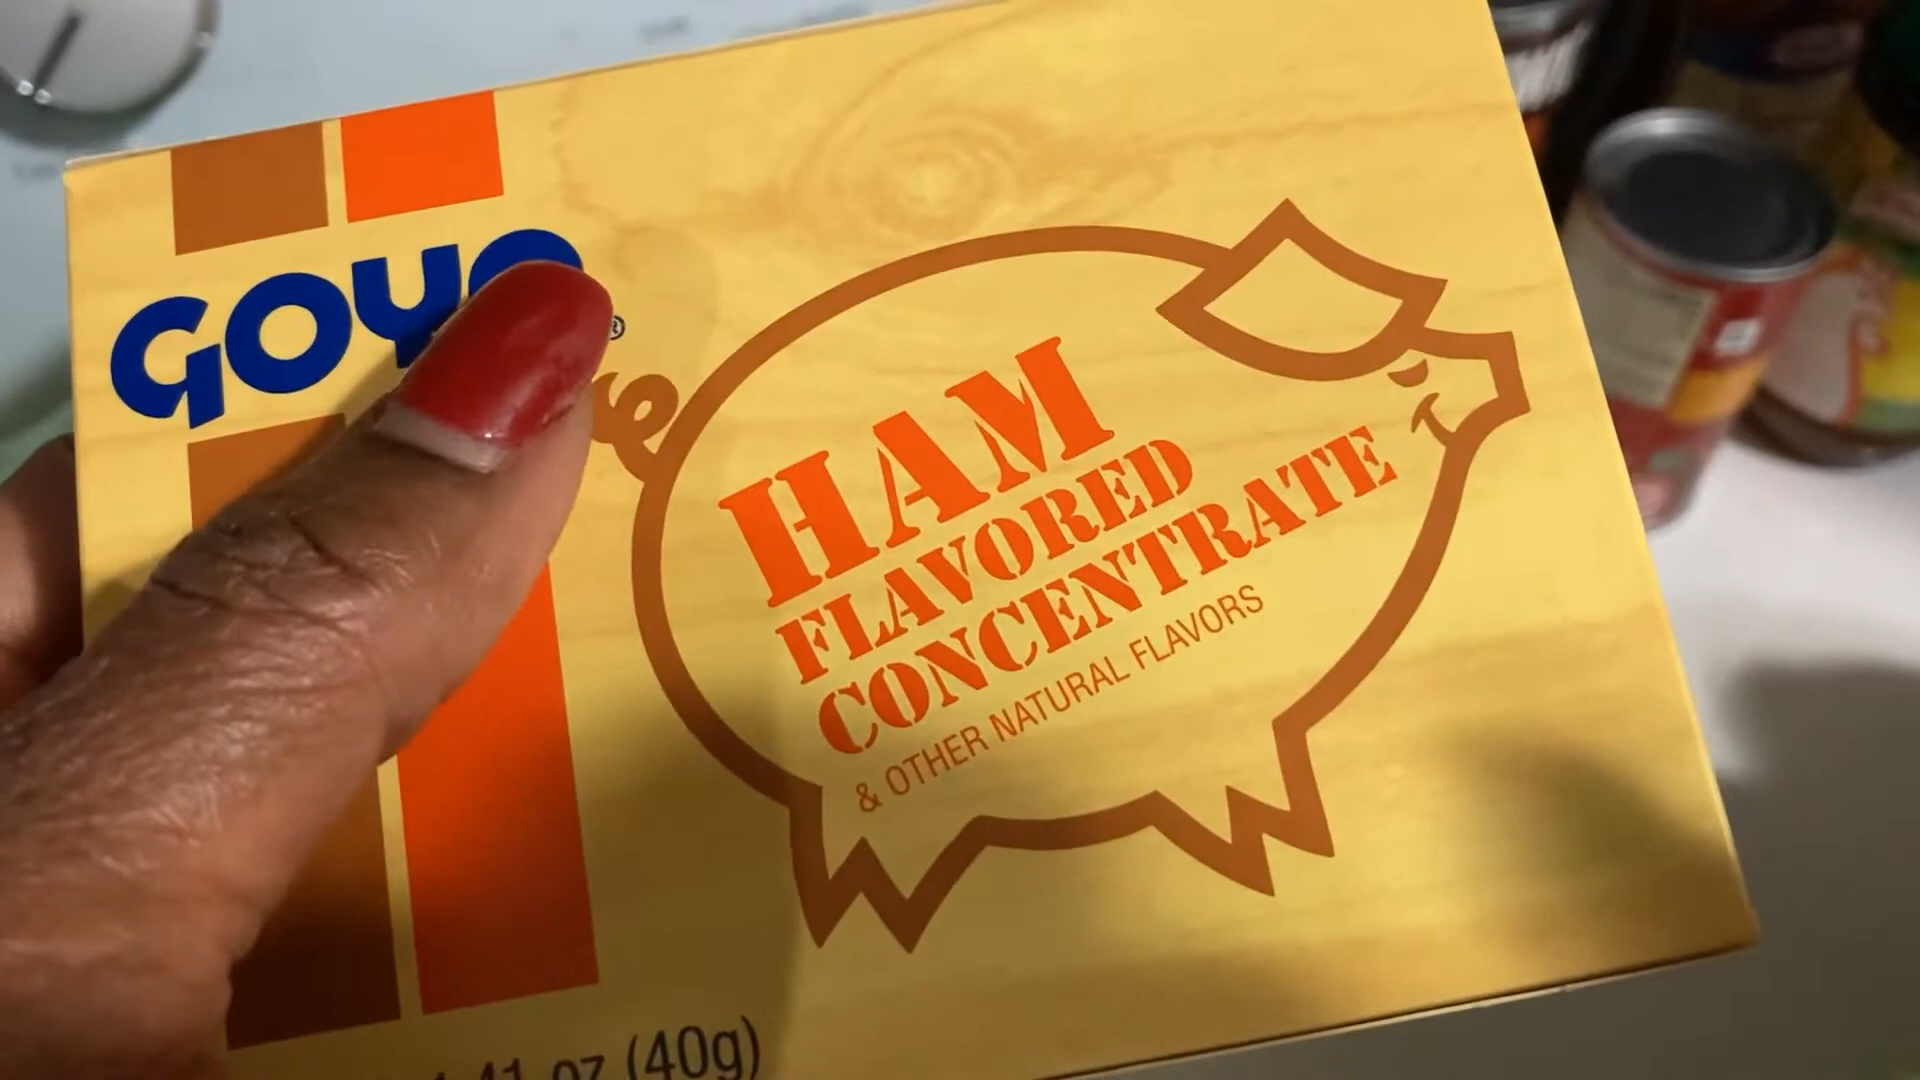 GOYA
®
HAM
FLAVORED
CONCENTRATE
& OTHER NATURAL FLAVORS
1.41 oz (40g)